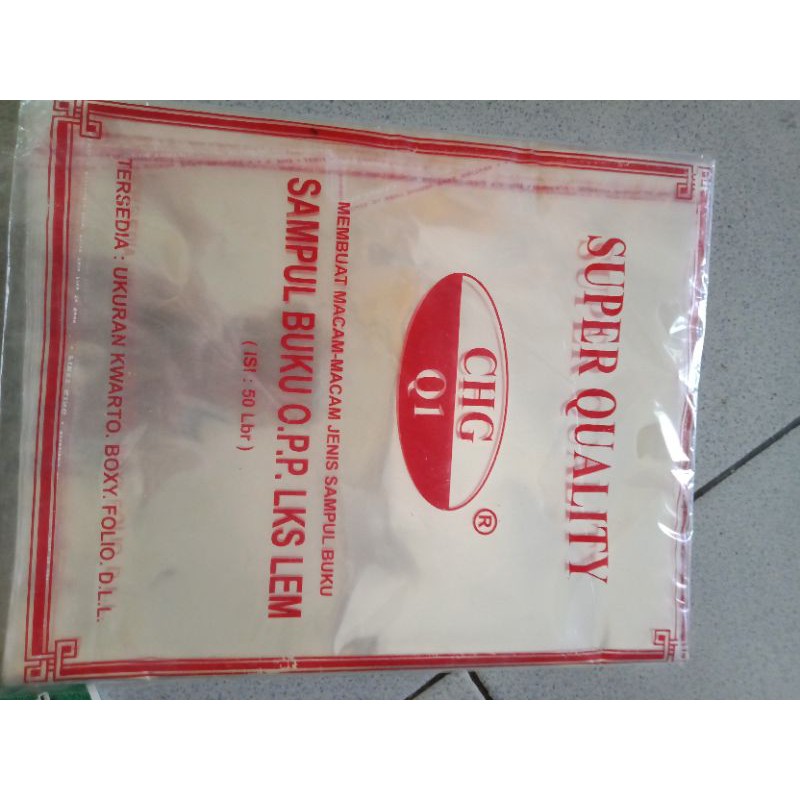 SUPER QUALITY
CHG
Q1
®
MEMBUAT MACAM-MACAM JENIS SAMPUL BUKU
SAMPUL BUKU O.P.P. LKS LEM
( ISI : 50 Lbr )
TERSEDIA : UKURAN KWARTO. BOXY. FOLIO. D.L.L.